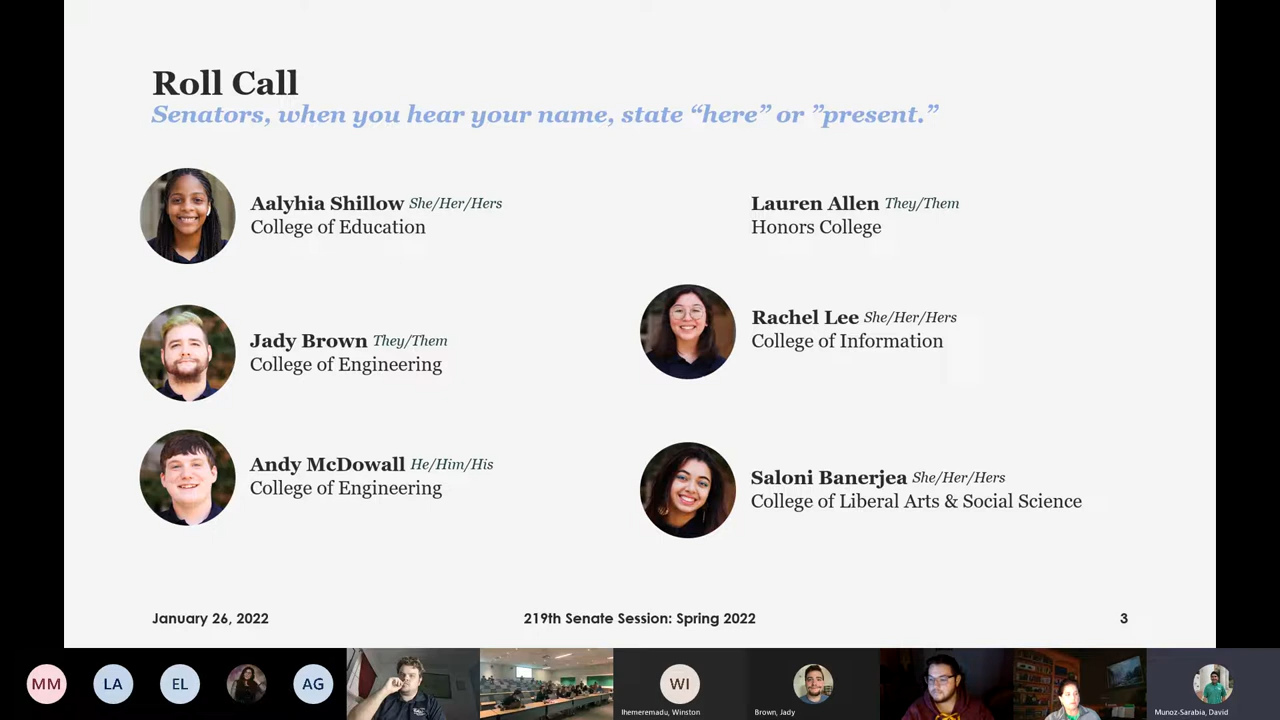 Roll Call
Senators, when you hear your name, state “here” or ”present.”
Aalyhia Shillow She/Her/Hers
College of Education
Jady Brown They/Them
College of Engineering
Andy McDowall He/Him/His
College of Engineering
Lauren Allen They/Them
Honors College
Rachel Lee She/Her/Hers
College of Information
Saloni Banerjea She/Her/Hers
College of Liberal Arts & Social Science
January 26, 2022
219th Senate Session: Spring 2022
3
MM
LA
EL
AG
WI
Ihemeremadu, Winston
Brown, Jady
Munoz-Sarabia, David